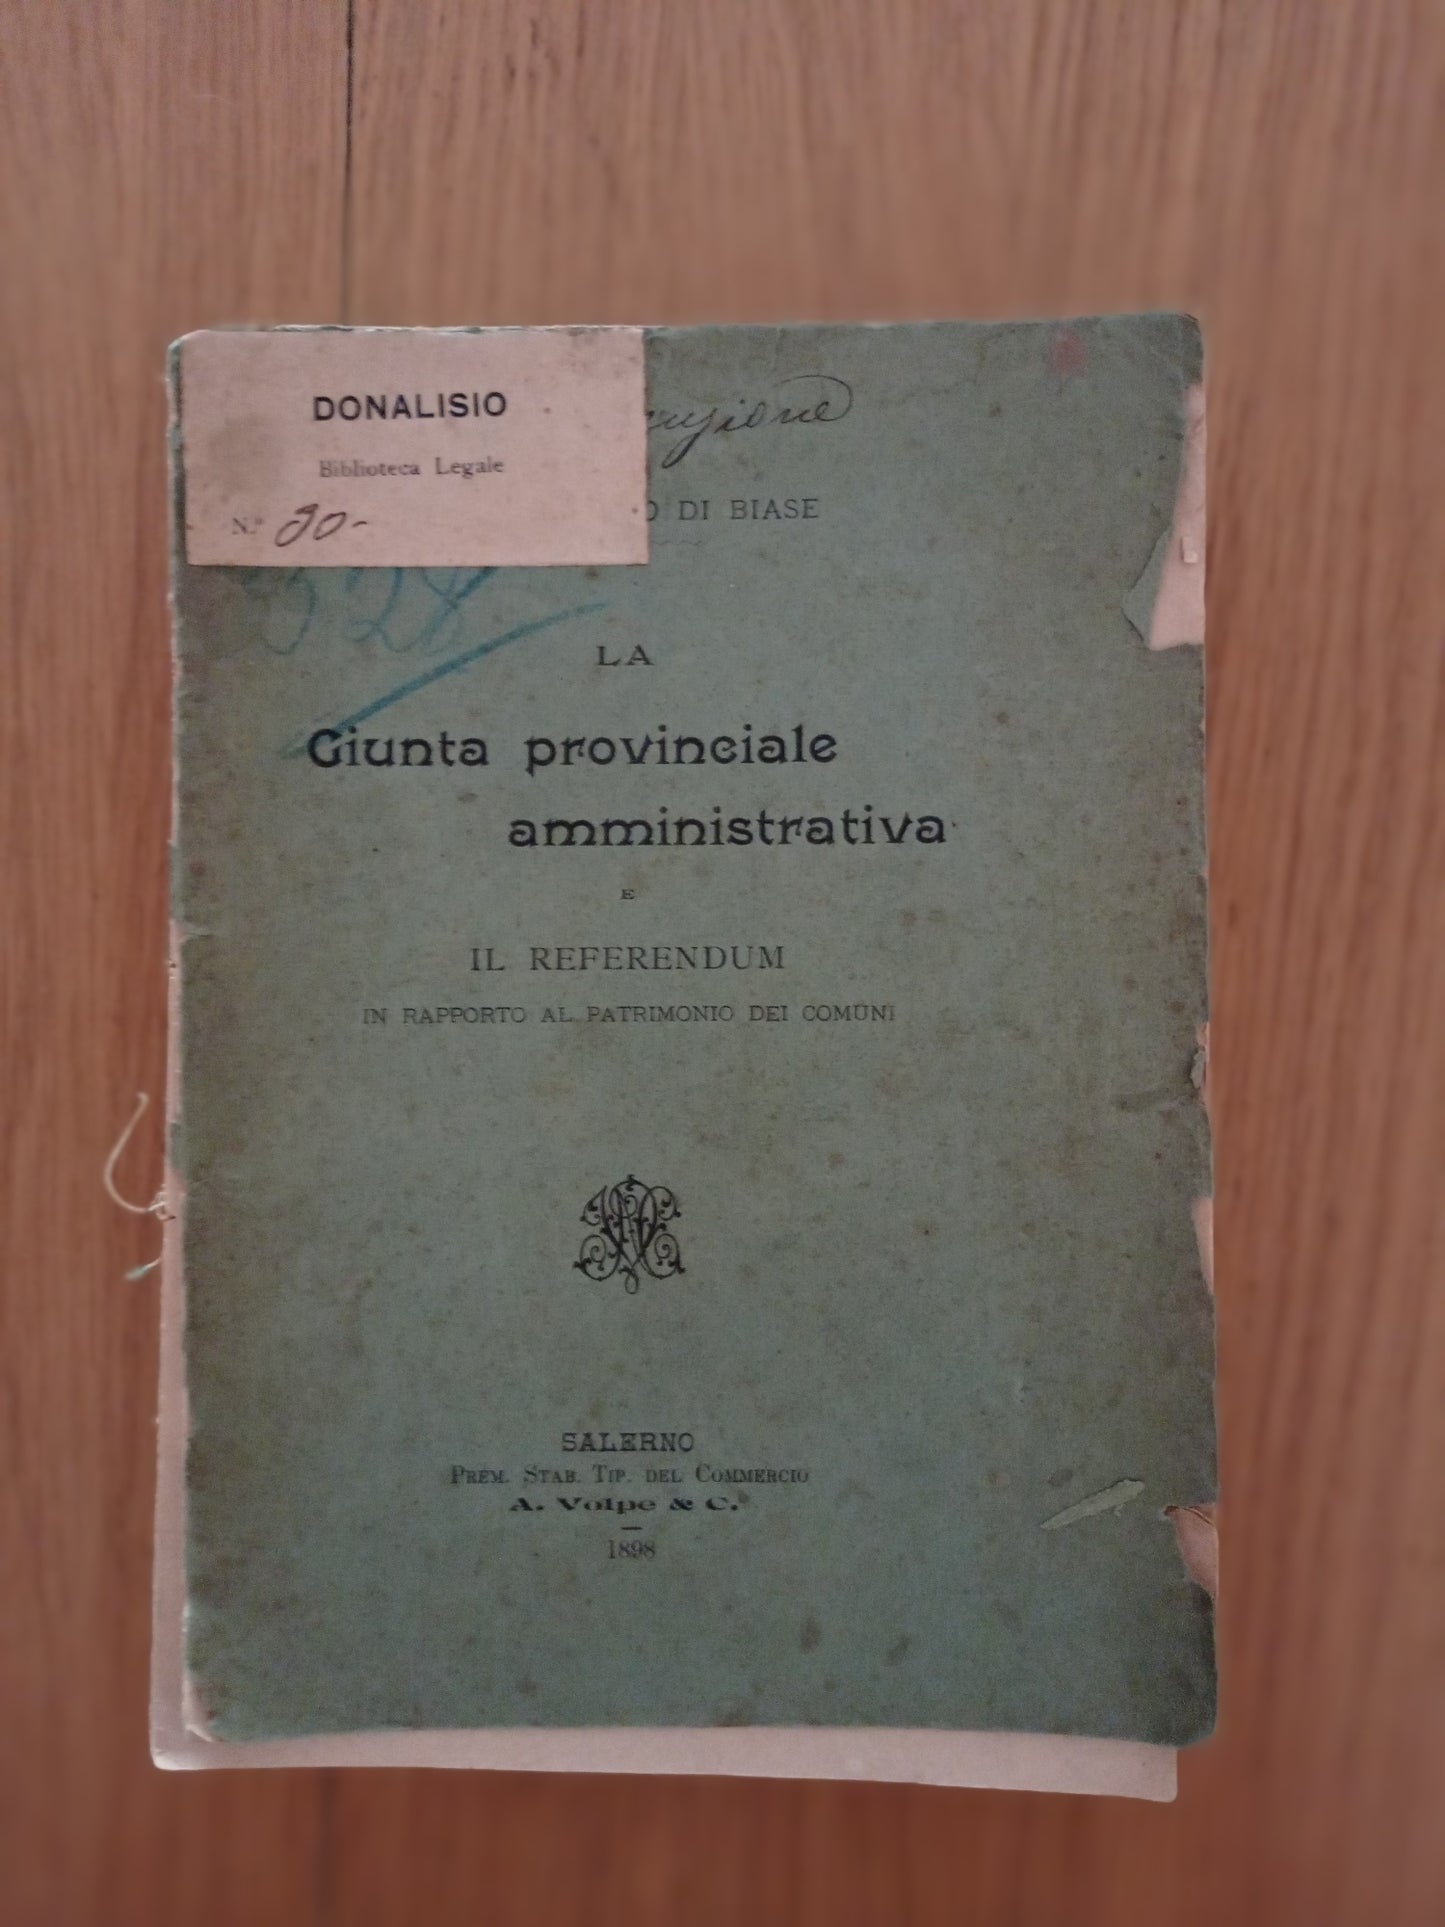 DONALISIO
Biblioteca Legale
N.° 90-
DI BIASE
328
LA
Giunta provinciale
amministrativa
E
IL REFERENDUM
IN RAPPORTO AL PATRIMONIO DEI COMUNI
SALERNO
PREM. STAB. TIP. DEL COMMERCIO
A. Volpe & C.
1898